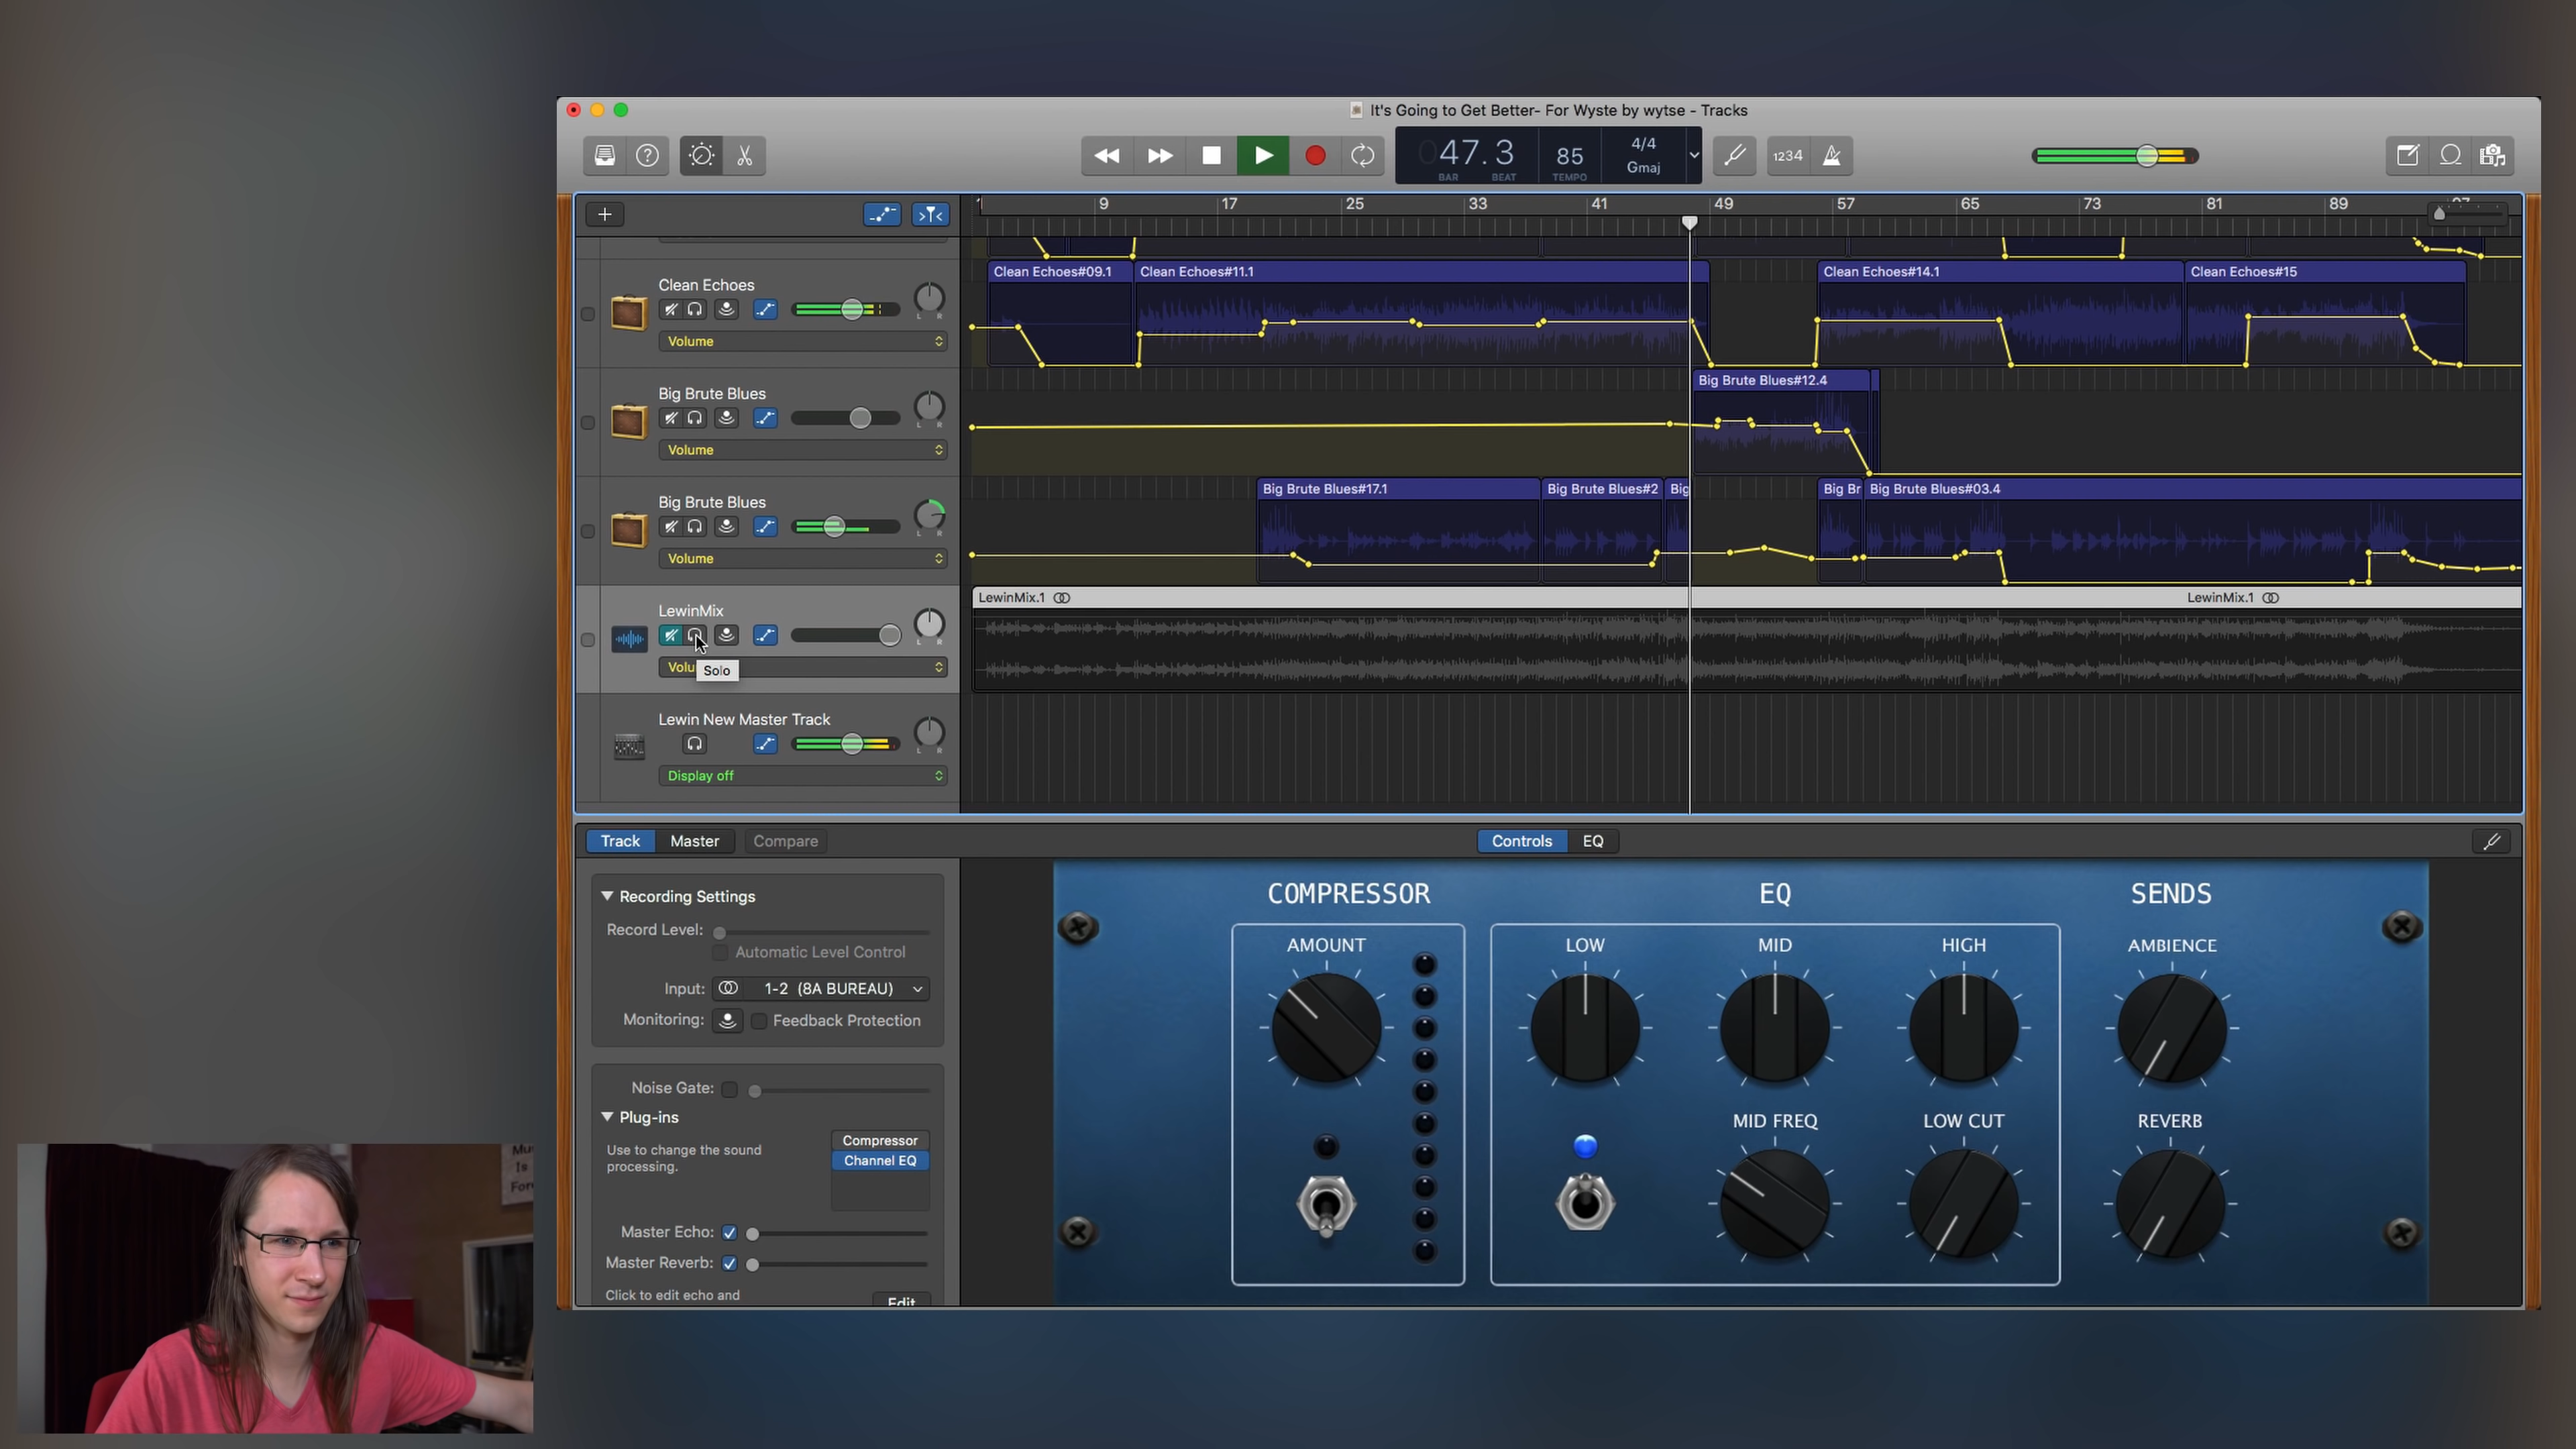 It's Going to Get Better- For Wyste by wytse - Tracks
47.3
BAR BEAT
85
TEMPO
4/4
Gmaj
1234
9 17 25 33 41 49 57 65 73 81 89
Clean Echoes
Volume
Clean Echoes#09.1
Clean Echoes#11.1
Clean Echoes#14.1
Clean Echoes#15
L R
Big Brute Blues
Volume
Big Brute Blues#12.4
L R
Big Brute Blues
Volume
Big Brute Blues#17.1
Big Brute Blues#2
Big
Big Br
Big Brute Blues#03.4
L R
LewinMix
Volu
Solo
LewinMix.1
LewinMix.1
L R
Lewin New Master Track
Display off
L R
Track Master Compare
Controls EQ
Recording Settings
Record Level:
Automatic Level Control
Input: 1-2 (8A BUREAU)
Monitoring: Feedback Protection
Noise Gate:
Plug-ins
Use to change the sound
processing.
Compressor
Channel EQ
Master Echo:
Master Reverb:
Click to edit echo and
Edit
COMPRESSOR
AMOUNT
EQ
LOW MID HIGH
MID FREQ LOW CUT
SENDS
AMBIENCE
REVERB
Mu
Is
For